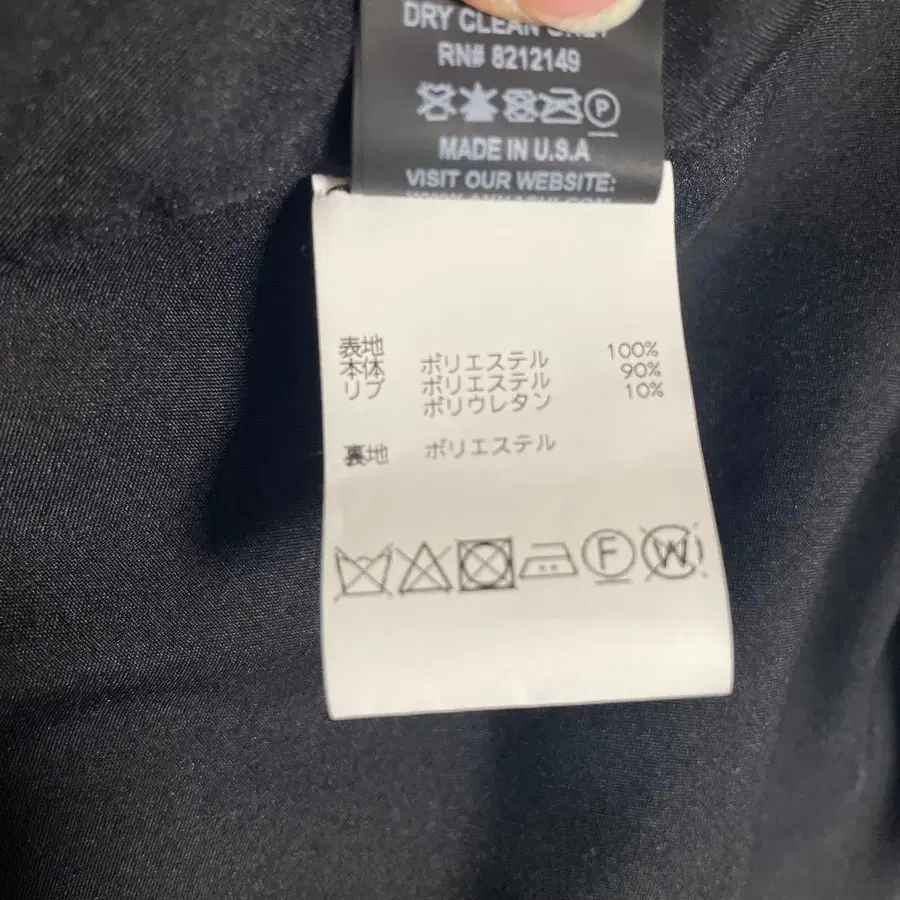 DRY CLEAN ONLY
RN# 8212149
P
MADE IN U.S.A
VISIT OUR WEBSITE:
表地
本体 ポリエステル 100%
リブ ポリエステル 90%
ポリウレタン 10%
裏地 ポリエステル
F W